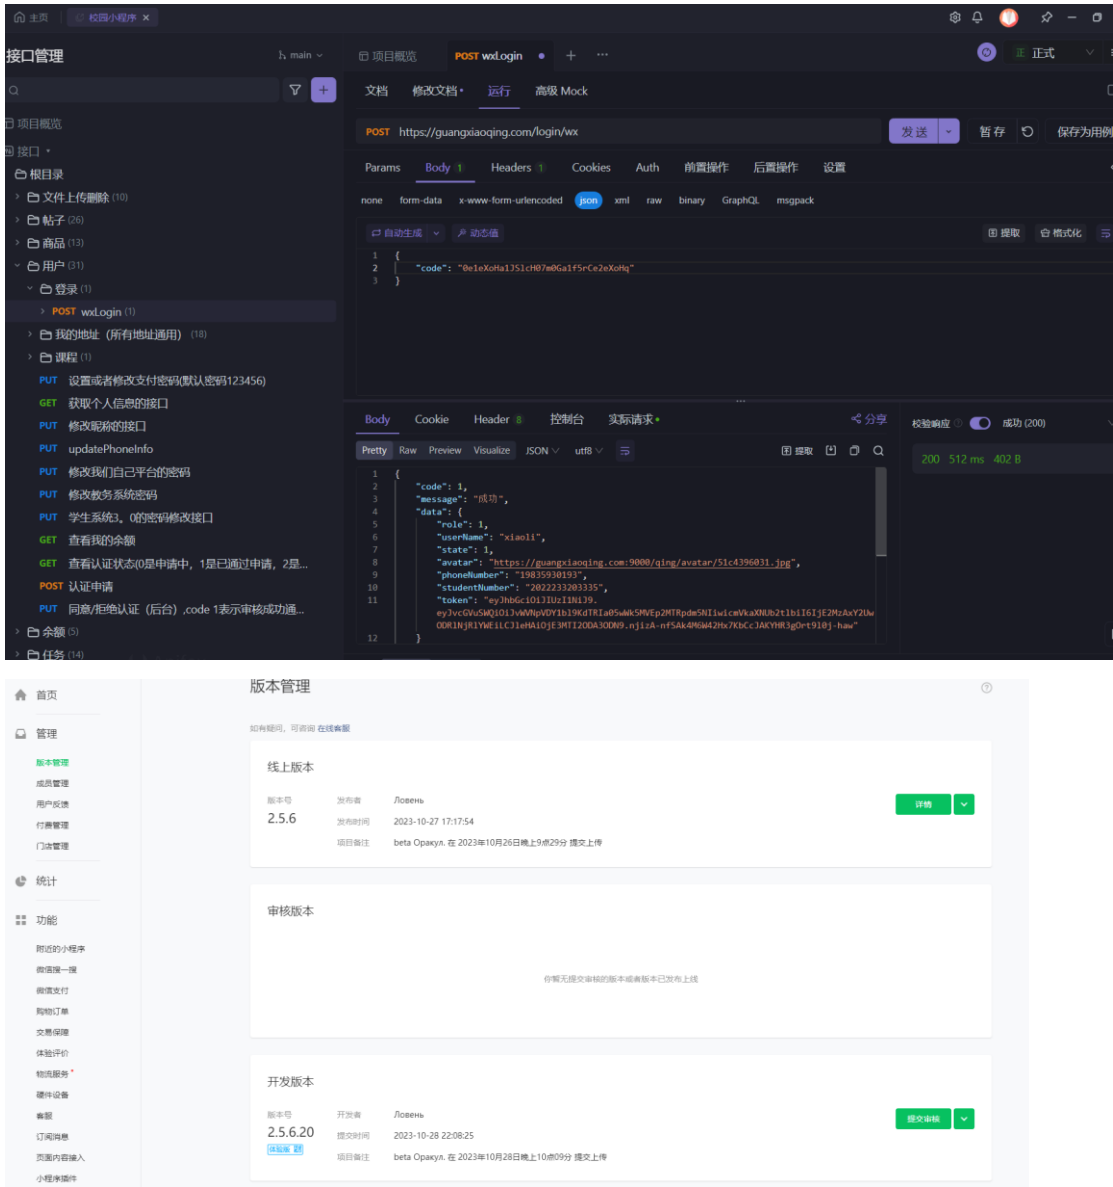 主页
校园小程序 ×
接口管理
main
项目概览
POST wxLogin
正 正式
文档 修改文档 运行 高级 Mock
项目概览
POST https://guangxiaoqing.com/login/wx
发送
暂存
保存为用例
接口
根目录
Params Body 1 Headers 1 Cookies Auth 前置操作 后置操作 设置
文件上传删除 (10)
none form-data x-www-form-urlencoded json xml raw binary GraphQL msgpack
帖子 (26)
自动生成
动态值
提取
格式化
商品 (13)
1 {
用户 (31)
2 "code": "0e1eXoHa1J5lcH07m0Ga1f5rCe2eXoHq"
3 }
登录 (1)
POST wxLogin (1)
我的地址（所有地址通用） (18)
课程 (1)
PUT 设置或者修改支付密码(默认密码123456)
GET 获取个人信息的接口
PUT 修改昵称的接口
PUT updatePhoneInfo
PUT 修改我们自己平台的密码
PUT 修改教务系统密码
PUT 学生系统3。0的密码修改接口
GET 查看我的余额
GET 查看认证状态(0是申请中，1是已通过申请，2是...
POST 认证申请
PUT 同意/拒绝认证（后台）,code 1表示审核成功通...
余额 (5)
任务 (14)
Body Cookie Header 8 控制台 实际请求
分享
校验响应
成功 (200)
Pretty Raw Preview Visualize JSON utf8
提取
200 512 ms 402 B
1 {
2 "code": 1,
3 "message": "成功",
4 "data": {
5 "role": 1,
6 "userName": "xiaoli",
7 "state": 1,
8 "avatar": "https://guangxiaoqing.com:9000/qing/avatar/51c4396031.jpg",
9 "phoneNumber": "19835930193",
10 "studentNumber": "2022233203335",
11 "token": "eyJhbGciOiJIUzI1NiJ9.
12 }
首页
版本管理
管理
如有疑问，可咨询 在线客服
版本管理
成员管理
用户反馈
付费管理
门店管理
线上版本
版本号
2.5.6
发布者 Ловень
发布时间 2023-10-27 17:17:54
项目备注 beta Оракул. 在 2023年10月26日晚上9点29分 提交上传
详情
统计
功能
附近的小程序
微信搜一搜
微信支付
购物订单
交易保障
体验评价
物流服务
硬件设备
客服
订阅消息
页面内容接入
小程序插件
审核版本
你暂无提交审核的版本或者版本已发布上线
开发版本
版本号
2.5.6.20
体验版
开发者 Ловень
提交时间 2023-10-28 22:08:25
项目备注 beta Оракул. 在 2023年10月28日晚上10点09分 提交上传
提交审核